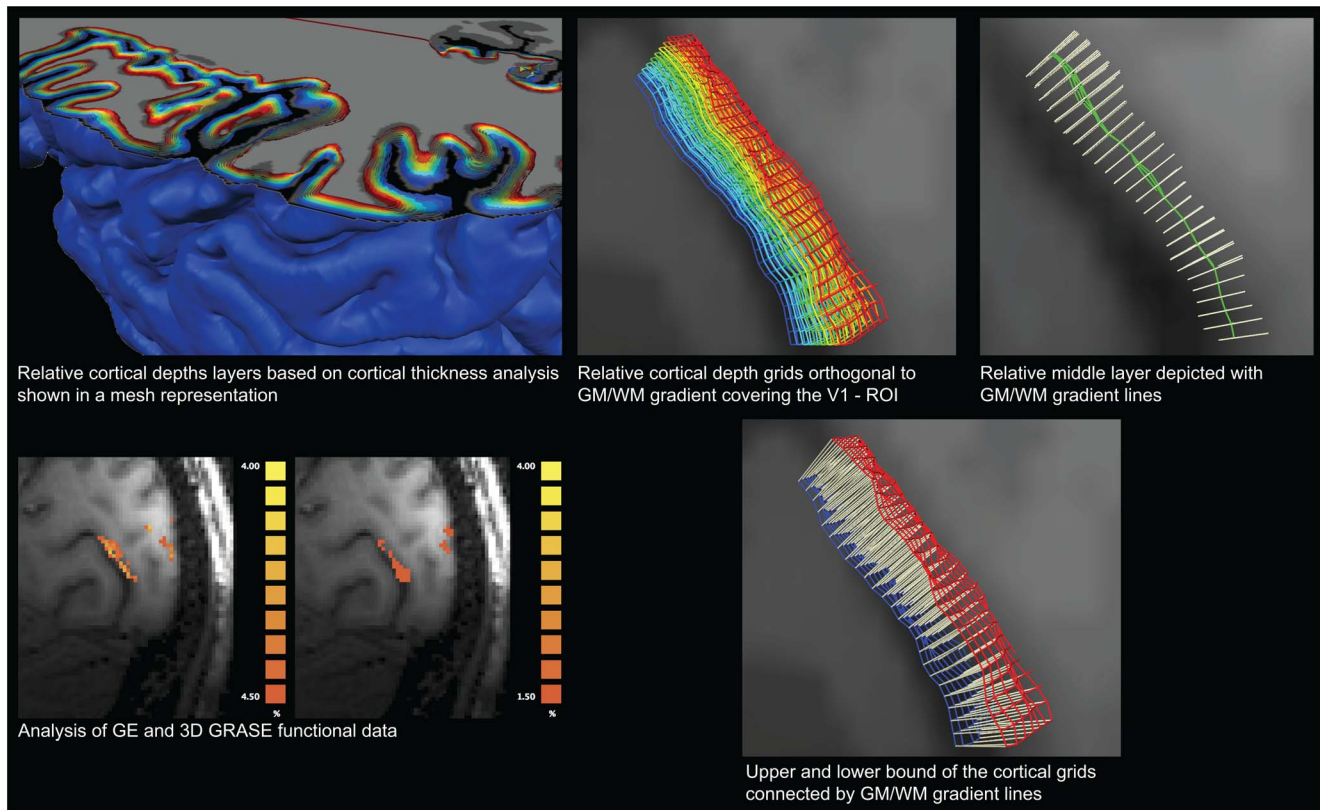 Relative cortical depths layers based on cortical thickness analysis
shown in a mesh representation
Relative cortical depth grids orthogonal to
GM/WM gradient covering the V1 - ROI
Relative middle layer depicted with
GM/WM gradient lines
4.00
4.50
%
4.00
1.50
%
Analysis of GE and 3D GRASE functional data
Upper and lower bound of the cortical grids
connected by GM/WM gradient lines